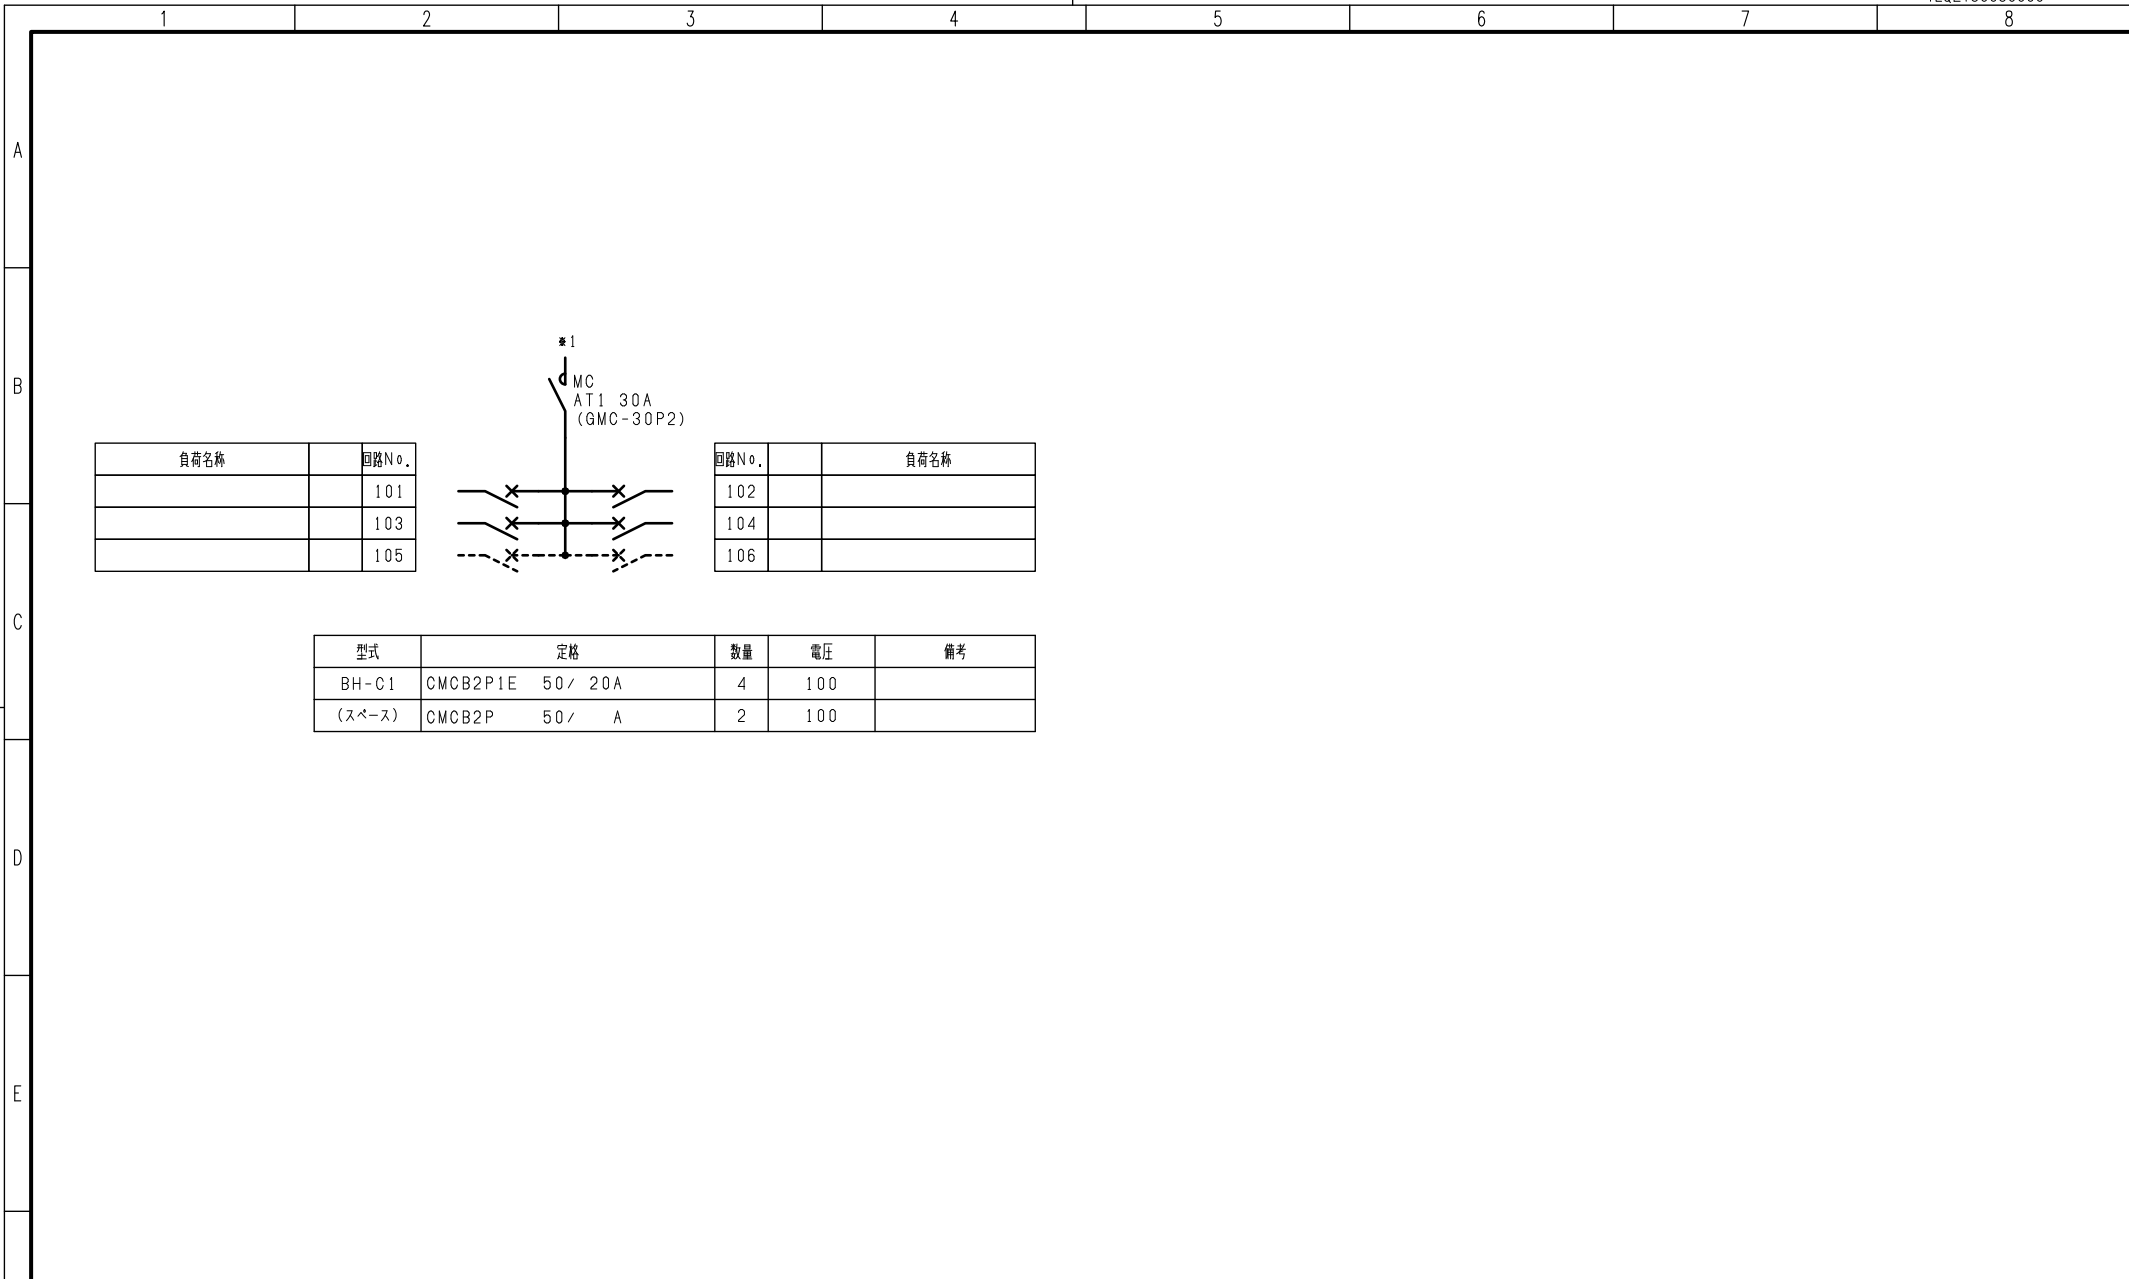 1 2 3 4 5 6 7 8
A
B
C
D
E
*1
MC
AT1 30A
(GMC-30P2)
負荷名称 回路No.
101
103
105
回路No. 負荷名称
102
104
106
型式 定格 数量 電圧 備考
BH-C1 CMCB2P1E 50/ 20A 4 100
(スペース) CMCB2P 50/ A 2 100